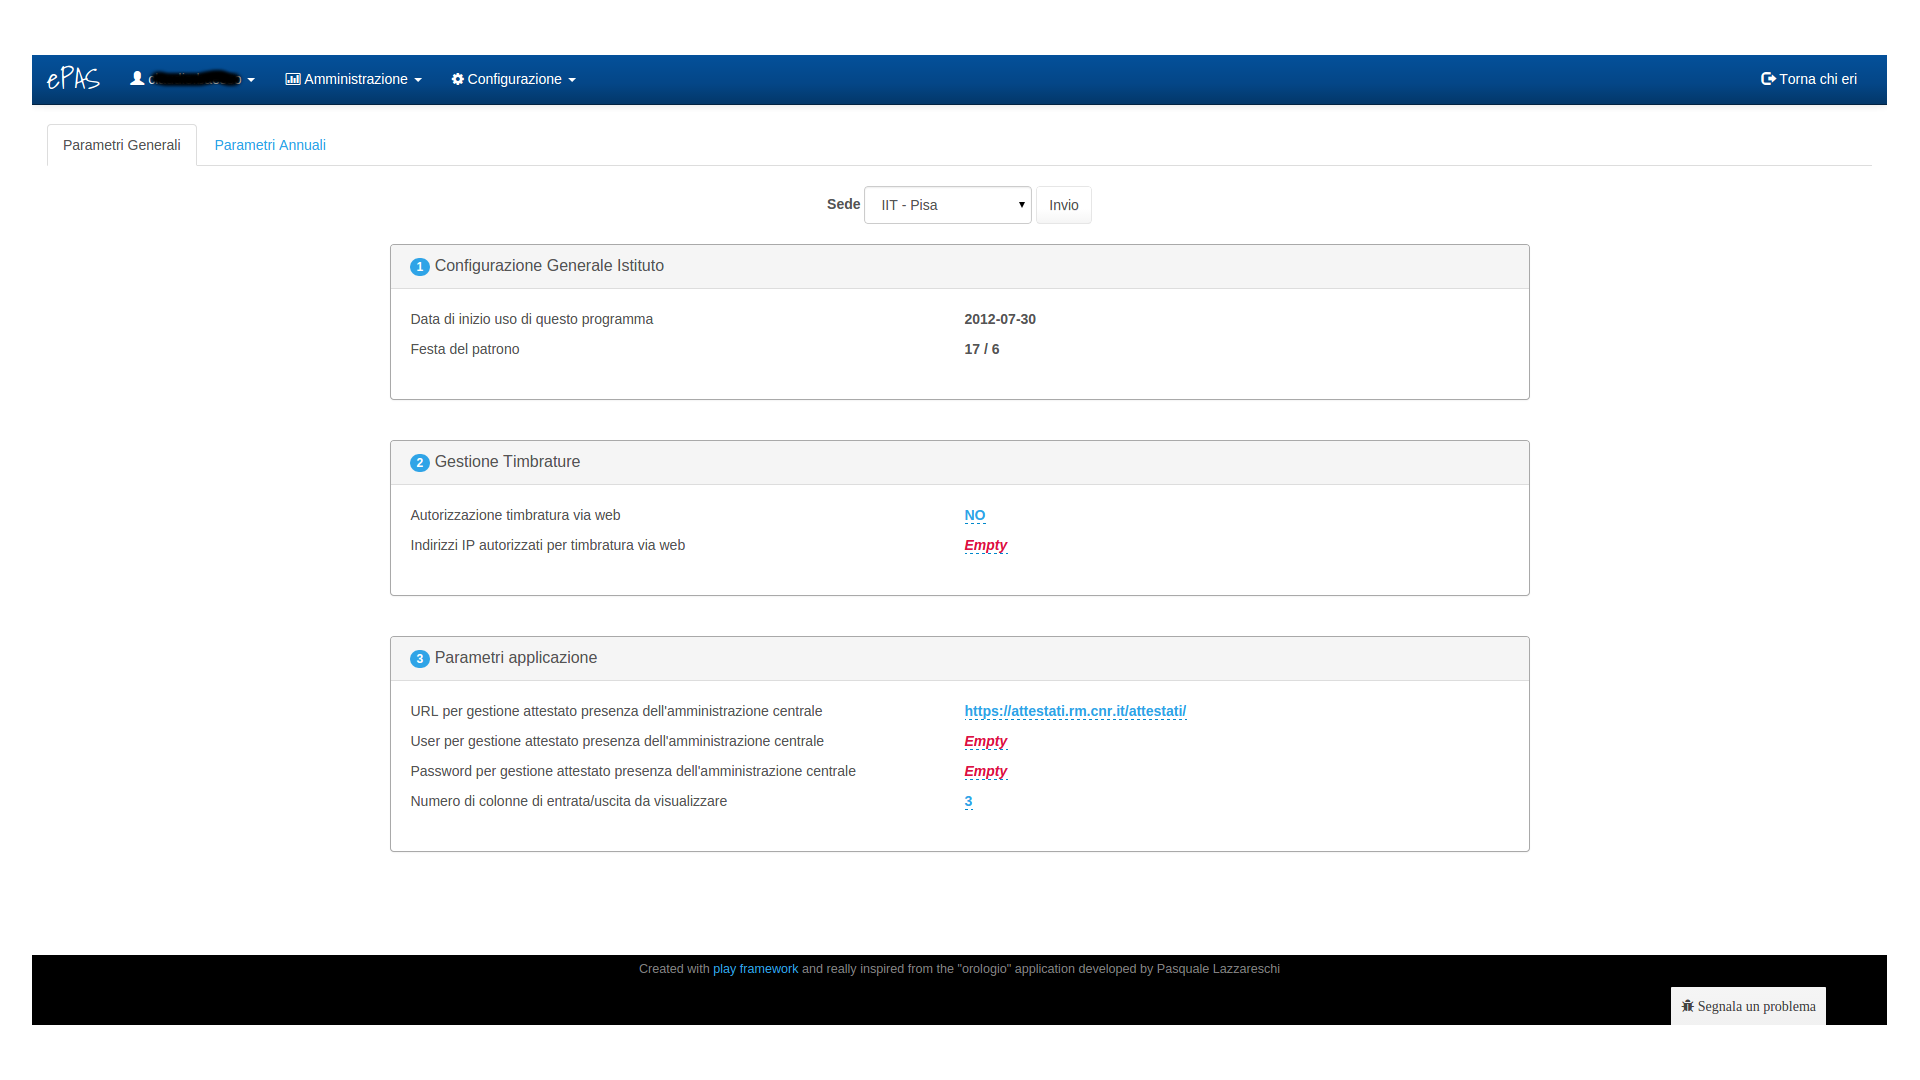 ePAS Amministrazione Configurazione Torna chi eri
Parametri Generali Parametri Annuali
Sede IIT - Pisa Invio
1 Configurazione Generale Istituto
Data di inizio uso di questo programma 2012-07-30
Festa del patrono 17 / 6
2 Gestione Timbrature
Autorizzazione timbratura via web NO
Indirizzi IP autorizzati per timbratura via web Empty
3 Parametri applicazione
URL per gestione attestato presenza dell'amministrazione centrale https://attestati.rm.cnr.it/attestati/
User per gestione attestato presenza dell'amministrazione centrale Empty
Password per gestione attestato presenza dell'amministrazione centrale Empty
Numero di colonne di entrata/uscita da visualizzare 3
Created with play framework and really inspired from the "orologio" application developed by Pasquale Lazzareschi
Segnala un problema